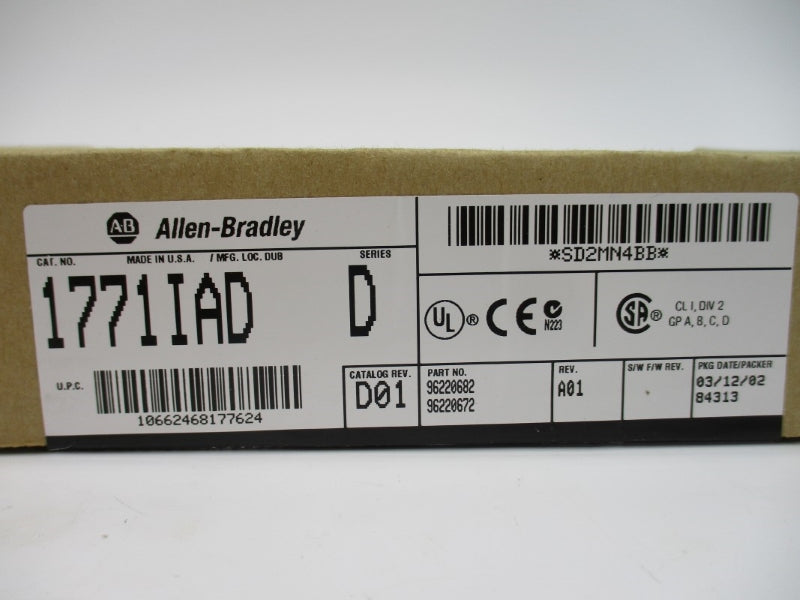 AB Allen-Bradley
CAT. NO. MADE IN U.S.A. / MFG. LOC. DUB SERIES
1771IAD D
U.P.C.
10662468177624
CATALOG REV.
D01
*SD2MN4BB*
UL ® CE N223
SA ® CL I, DIV 2
GP A, B, C, D
PART NO.
96220682
96220672
REV.
A01
S/W F/W REV.
PKG DATE/PACKER
03/12/02
84313